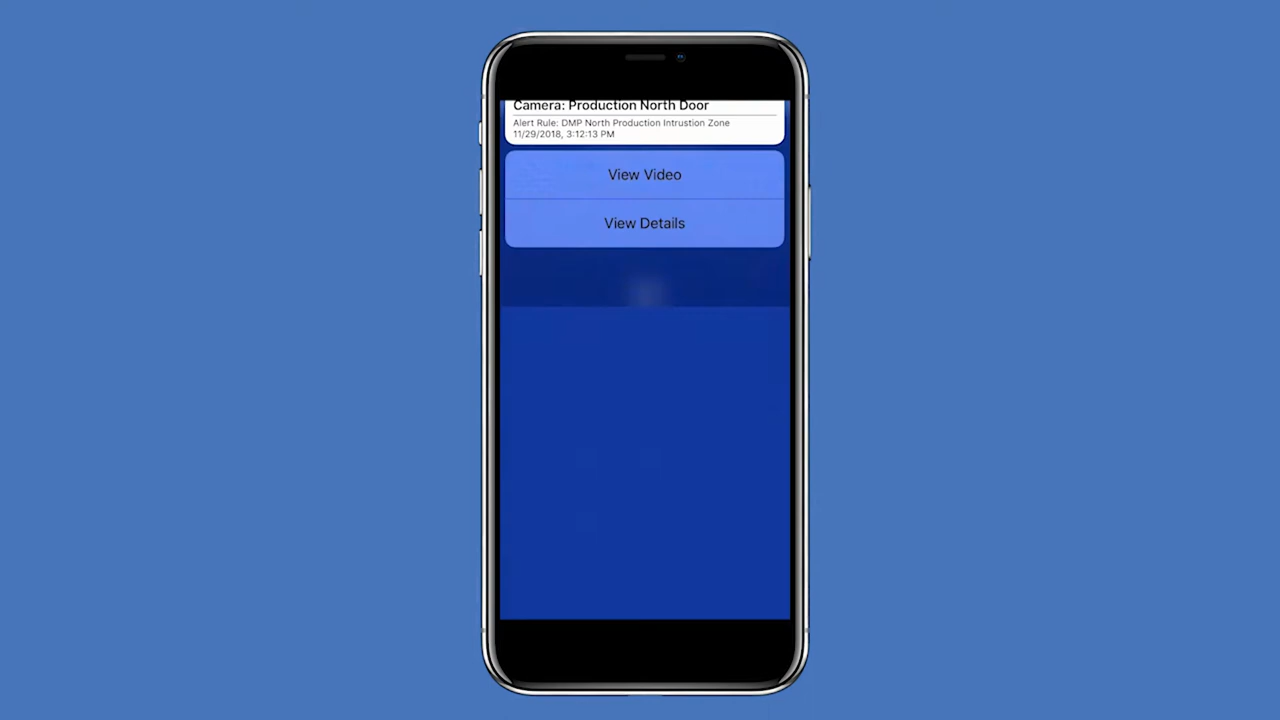 Camera: Production North Door
Alert Rule: DMP North Production Intrustion Zone
11/29/2018, 3:12:13 PM
View Video
View Details